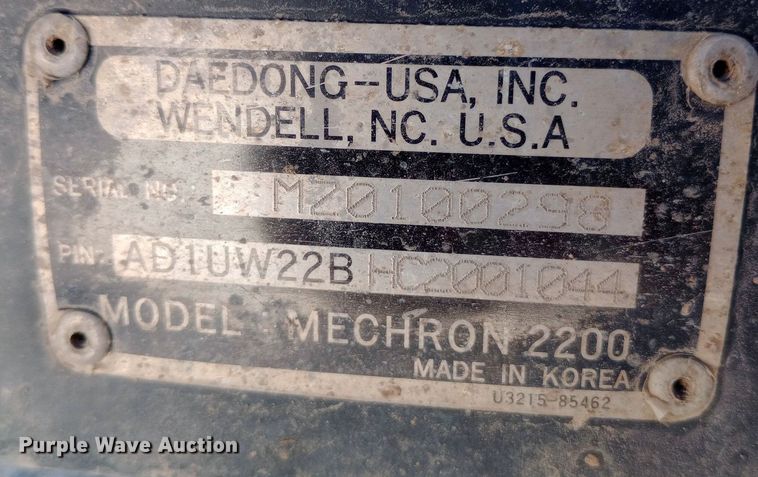 DAEDONG--USA, INC.
WENDELL, NC. U.S.A
SERIAL NO: MZ0100298
PIN: AD1UW22B HC2001044
MODEL : MECHRON 2200
MADE IN KOREA
U3215-85462
Purple Wave Auction